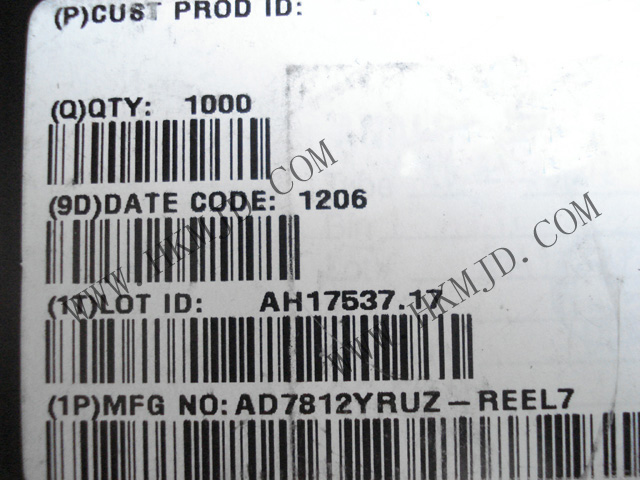 (P)CUST PROD ID:
(Q)QTY: 1000
(9D)DATE CODE: 1206
(1T)LOT ID: AH17537.17
(1P)MFG NO:AD7812YRUZ-REEL7
WWW.HKMJD.COM
WWW.HKMJD.COM